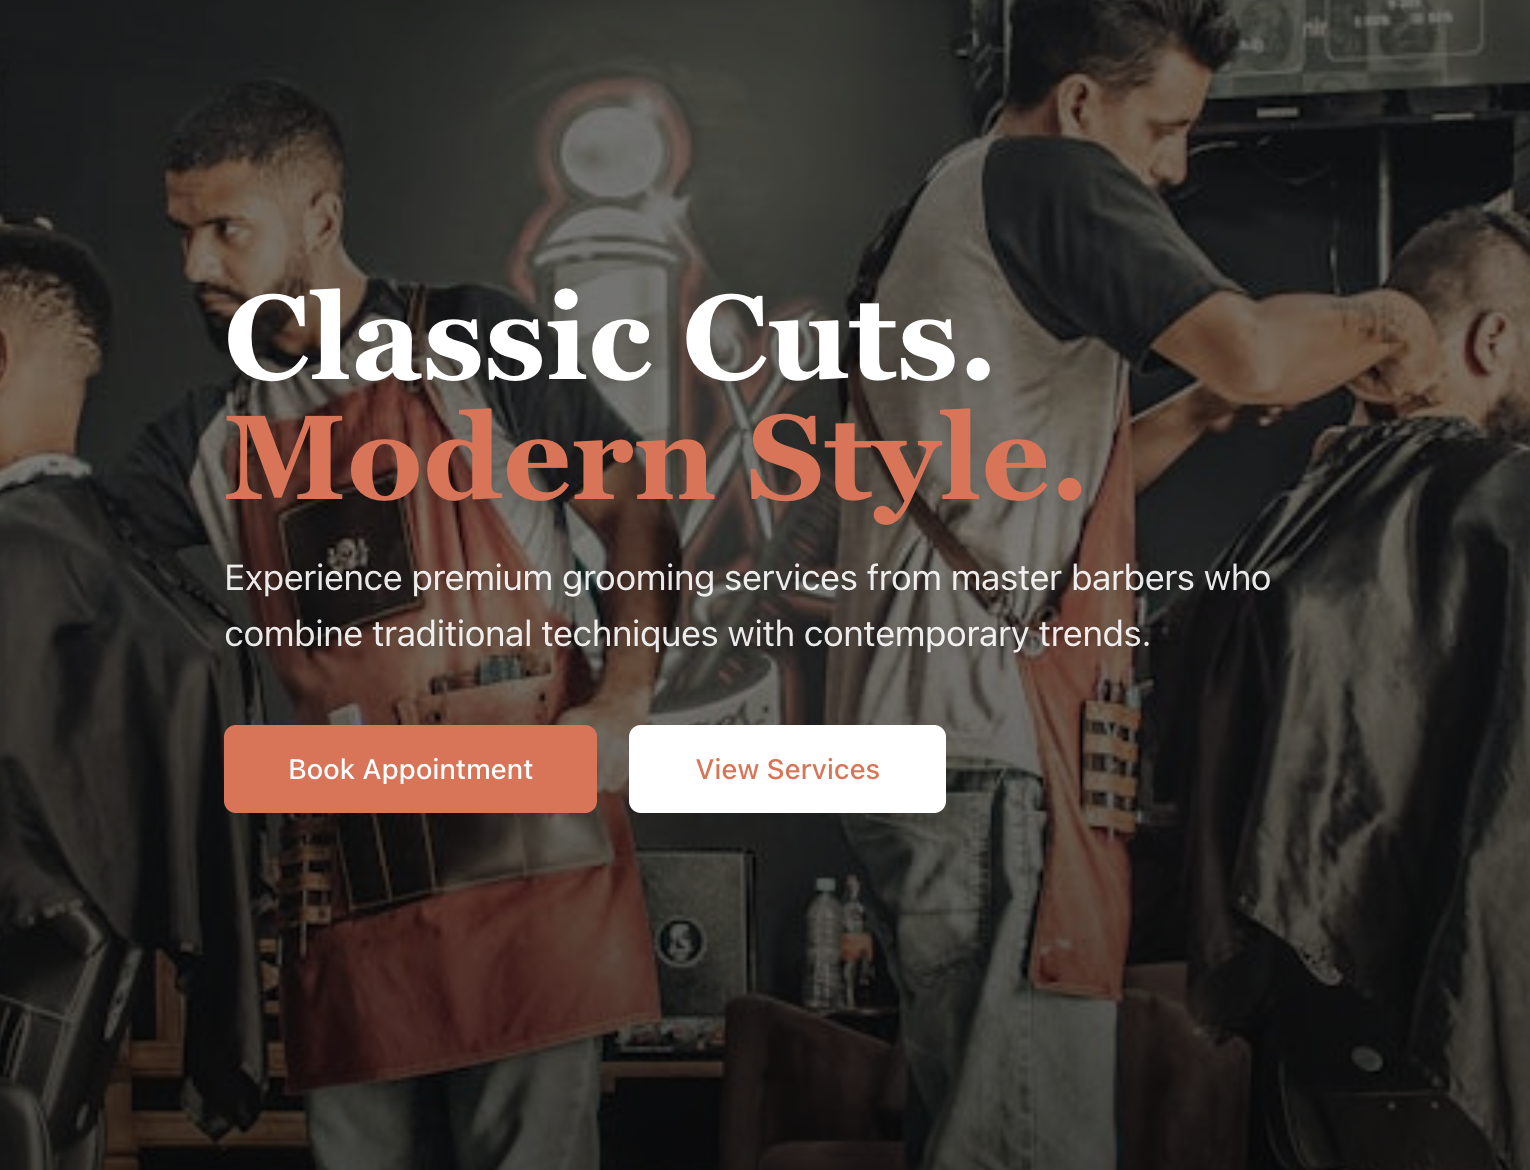 Classic Cuts.
Modern Style.
Experience premium grooming services from master barbers who
combine traditional techniques with contemporary trends.
Book Appointment
View Services